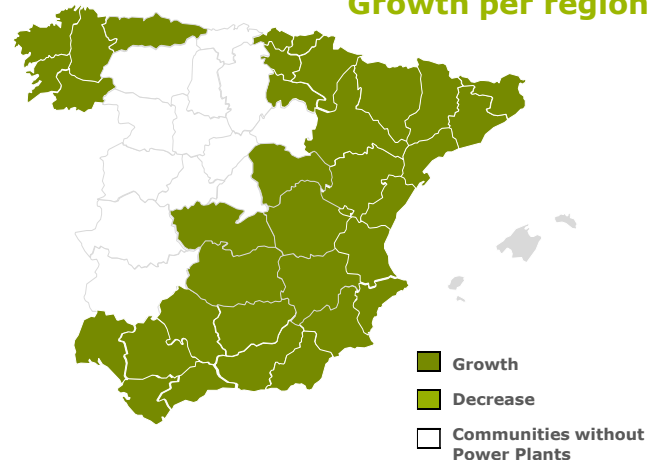 Growth per region
Growth
Decrease
Communities without
Power Plants